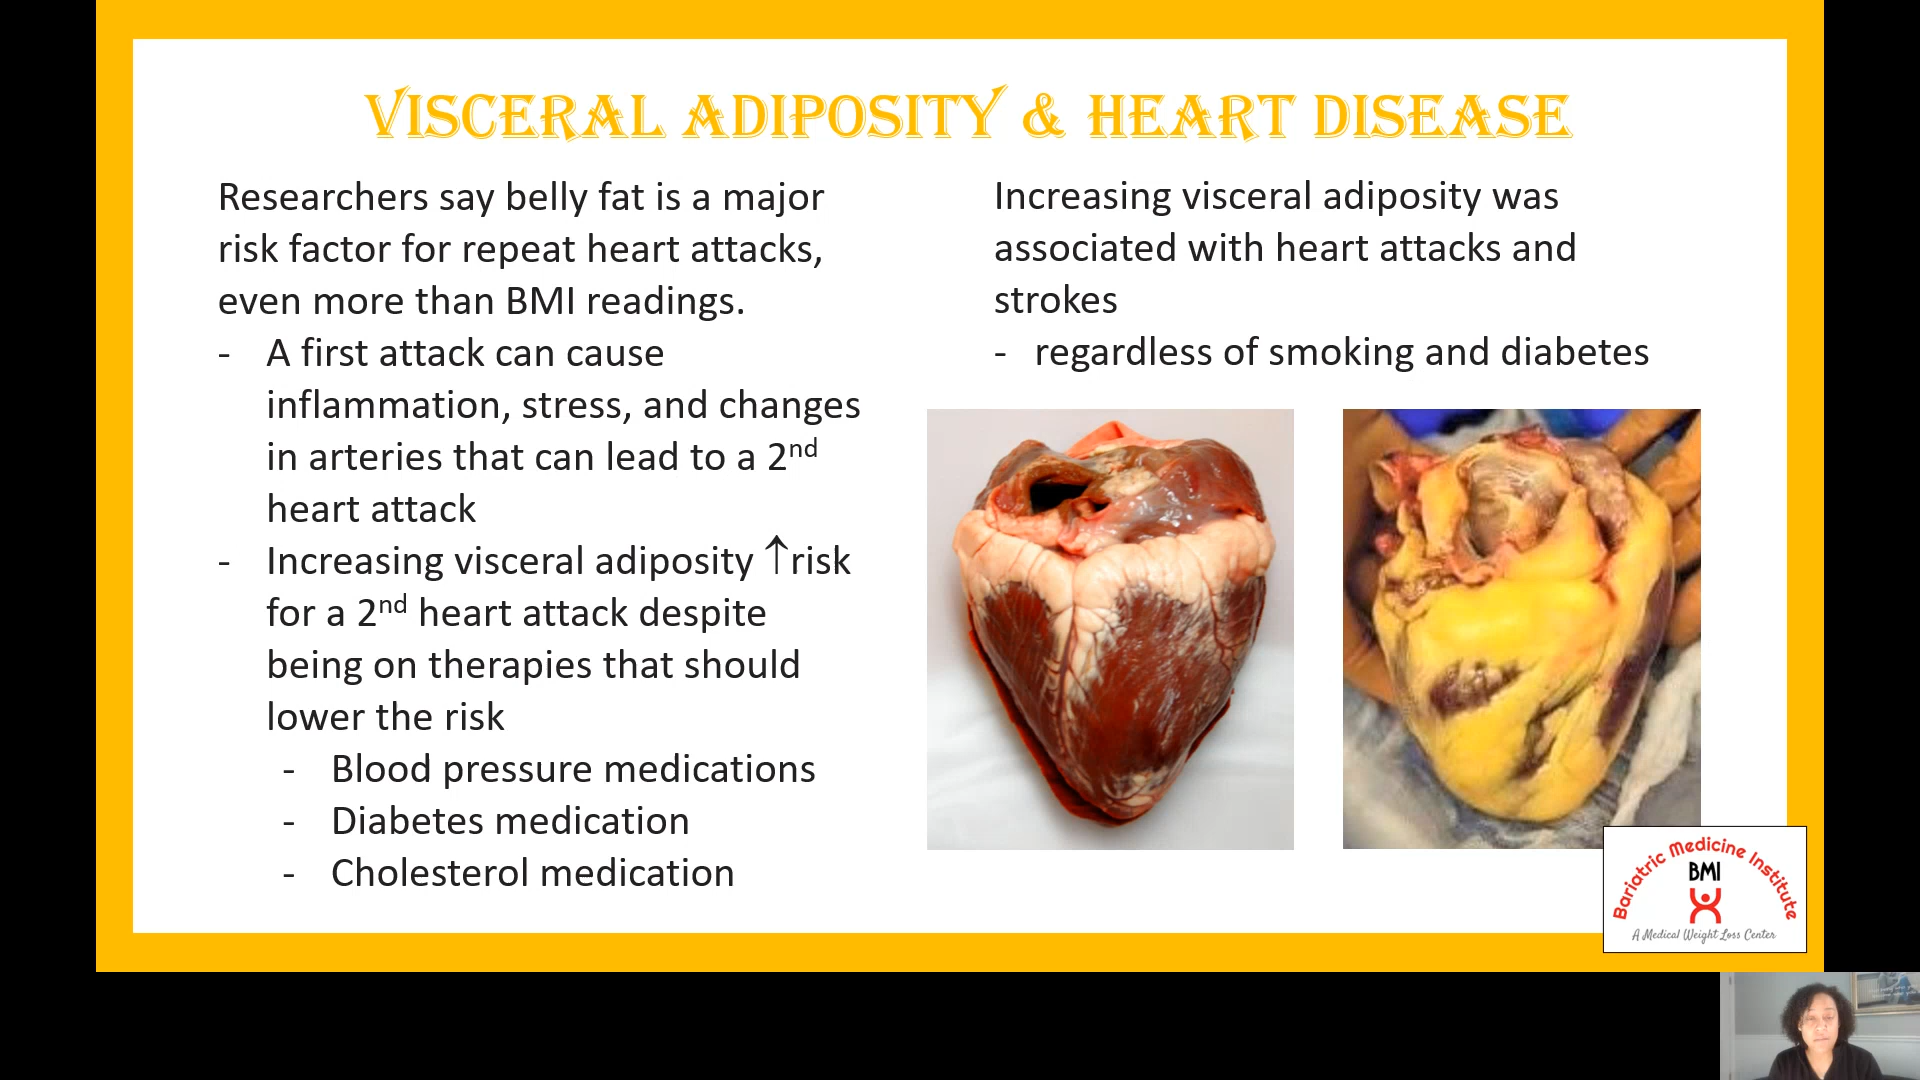 VISCERAL ADIPOSITY & HEART DISEASE
Researchers say belly fat is a major
risk factor for repeat heart attacks,
even more than BMI readings.
- A first attack can cause
inflammation, stress, and changes
in arteries that can lead to a 2nd
heart attack
- Increasing visceral adiposity ↑risk
for a 2nd heart attack despite
being on therapies that should
lower the risk
- Blood pressure medications
- Diabetes medication
- Cholesterol medication
Increasing visceral adiposity was
associated with heart attacks and
strokes
- regardless of smoking and diabetes
Bariatric Medicine Institute
BMI
A Medical Weight Loss Center